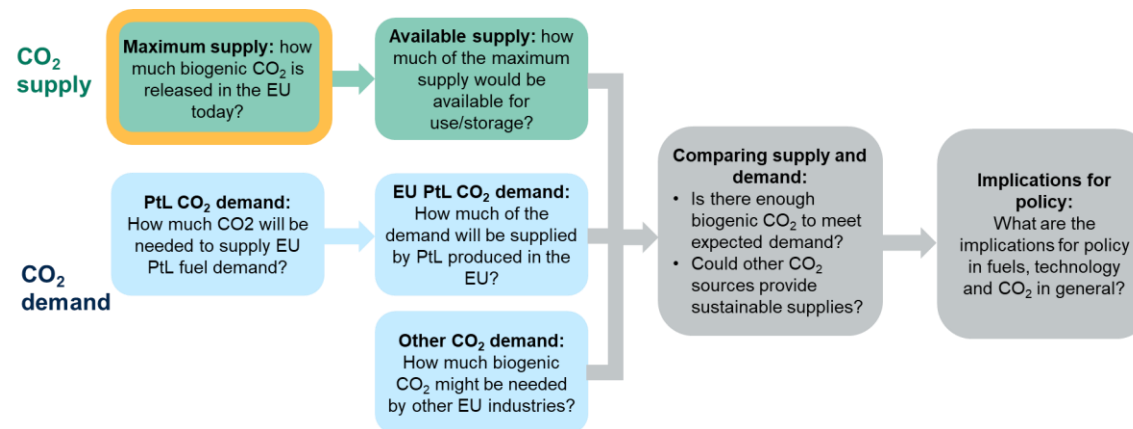 CO₂
supply
Maximum supply: how
much biogenic CO₂ is
released in the EU
today?
Available supply: how
much of the maximum
supply would be
available for
use/storage?
CO₂
demand
PtL CO₂ demand:
How much CO2 will be
needed to supply EU
PtL fuel demand?
EU PtL CO₂ demand:
How much of the
demand will be supplied
by PtL produced in the
EU?
Other CO₂ demand:
How much biogenic
CO₂ might be needed
by other EU industries?
Comparing supply and
demand:
• Is there enough
biogenic CO₂ to meet
expected demand?
• Could other CO₂
sources provide
sustainable supplies?
Implications for
policy:
What are the
implications for policy
in fuels, technology
and CO₂ in general?